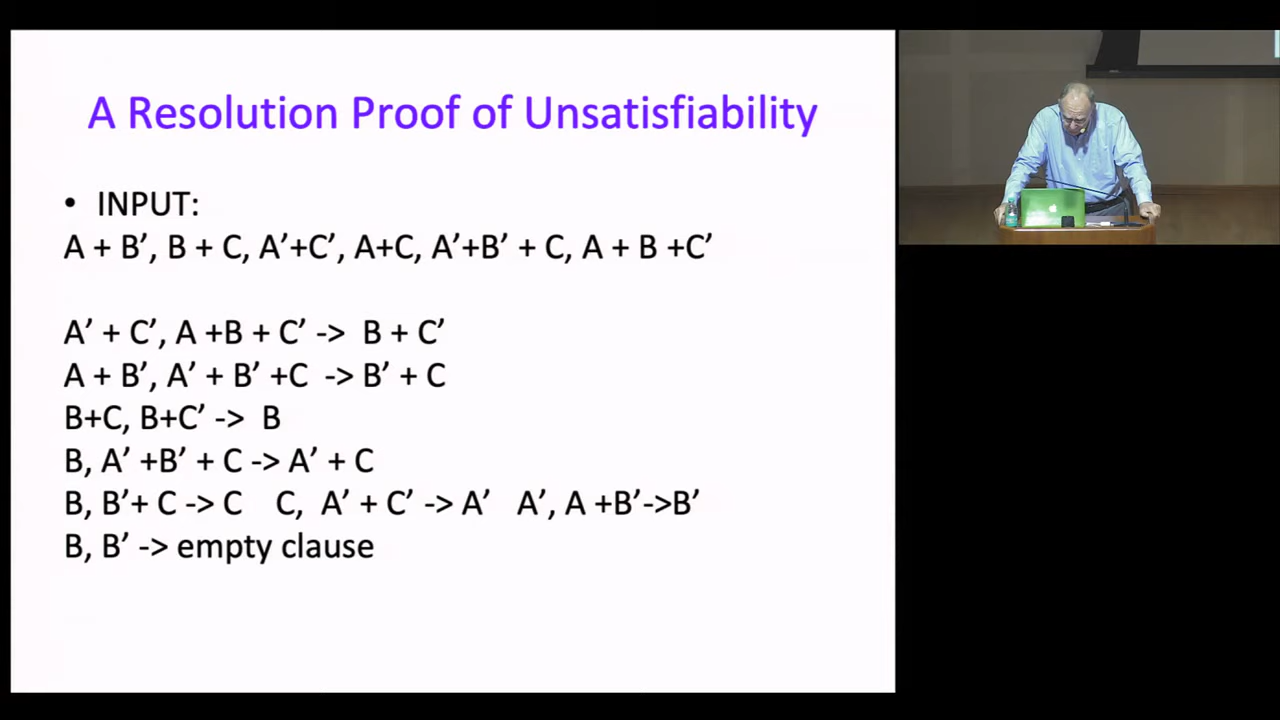 A Resolution Proof of Unsatisfiability
• INPUT:
A + B’, B + C, A’+C’, A+C, A’+B’ + C, A + B +C’
A’ + C’, A +B + C’ -> B + C’
A + B’, A’ + B’ +C -> B’ + C
B+C, B+C’ -> B
B, A’ +B’ + C -> A’ + C
B, B’+ C -> C C, A’ + C’ -> A’ A’, A +B’->B’
B, B’ -> empty clause